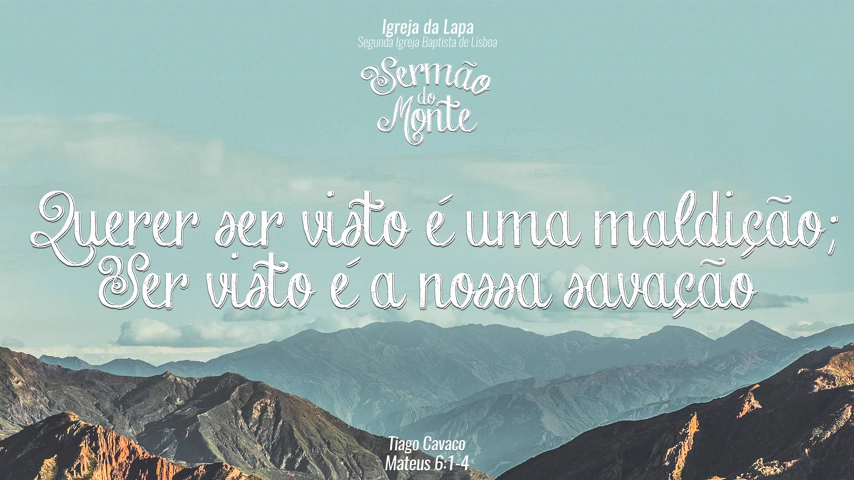 Igreja da Lapa
Segunda Igreja Baptista de Lisboa
Sermão
do
Monte
Querer ser visto é uma maldição;
Ser visto é a nossa savação
Tiago Cavaco
Mateus 6:1-4